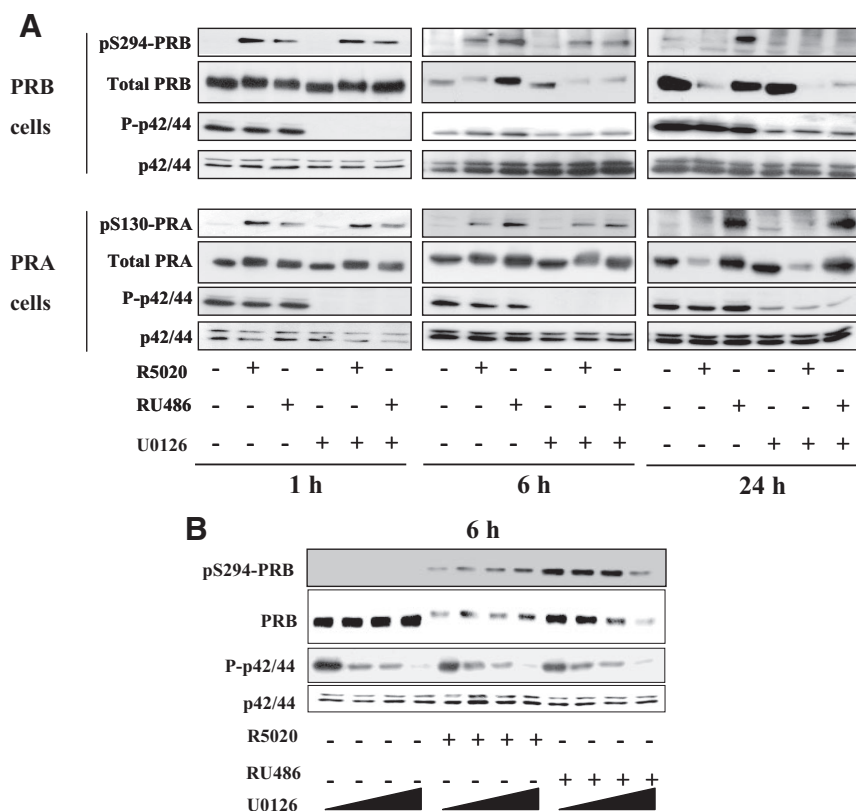 A
pS294-PRB
PRB
Total PRB
cells
P-p42/44
p42/44
pS130-PRA
PRA
Total PRA
cells
P-p42/44
p42/44
R5020 - + - - + - - + - - + - - + - - + -
RU486 - - + - - + - - + - - + - - + - - +
U0126 - - - + + + - - - + + + - - - + + +
1 h 6 h 24 h
B
6 h
pS294-PRB
PRB
P-p42/44
p42/44
R5020 - - - - + + + + - - - -
RU486 - - - - - - - - + + + +
U0126